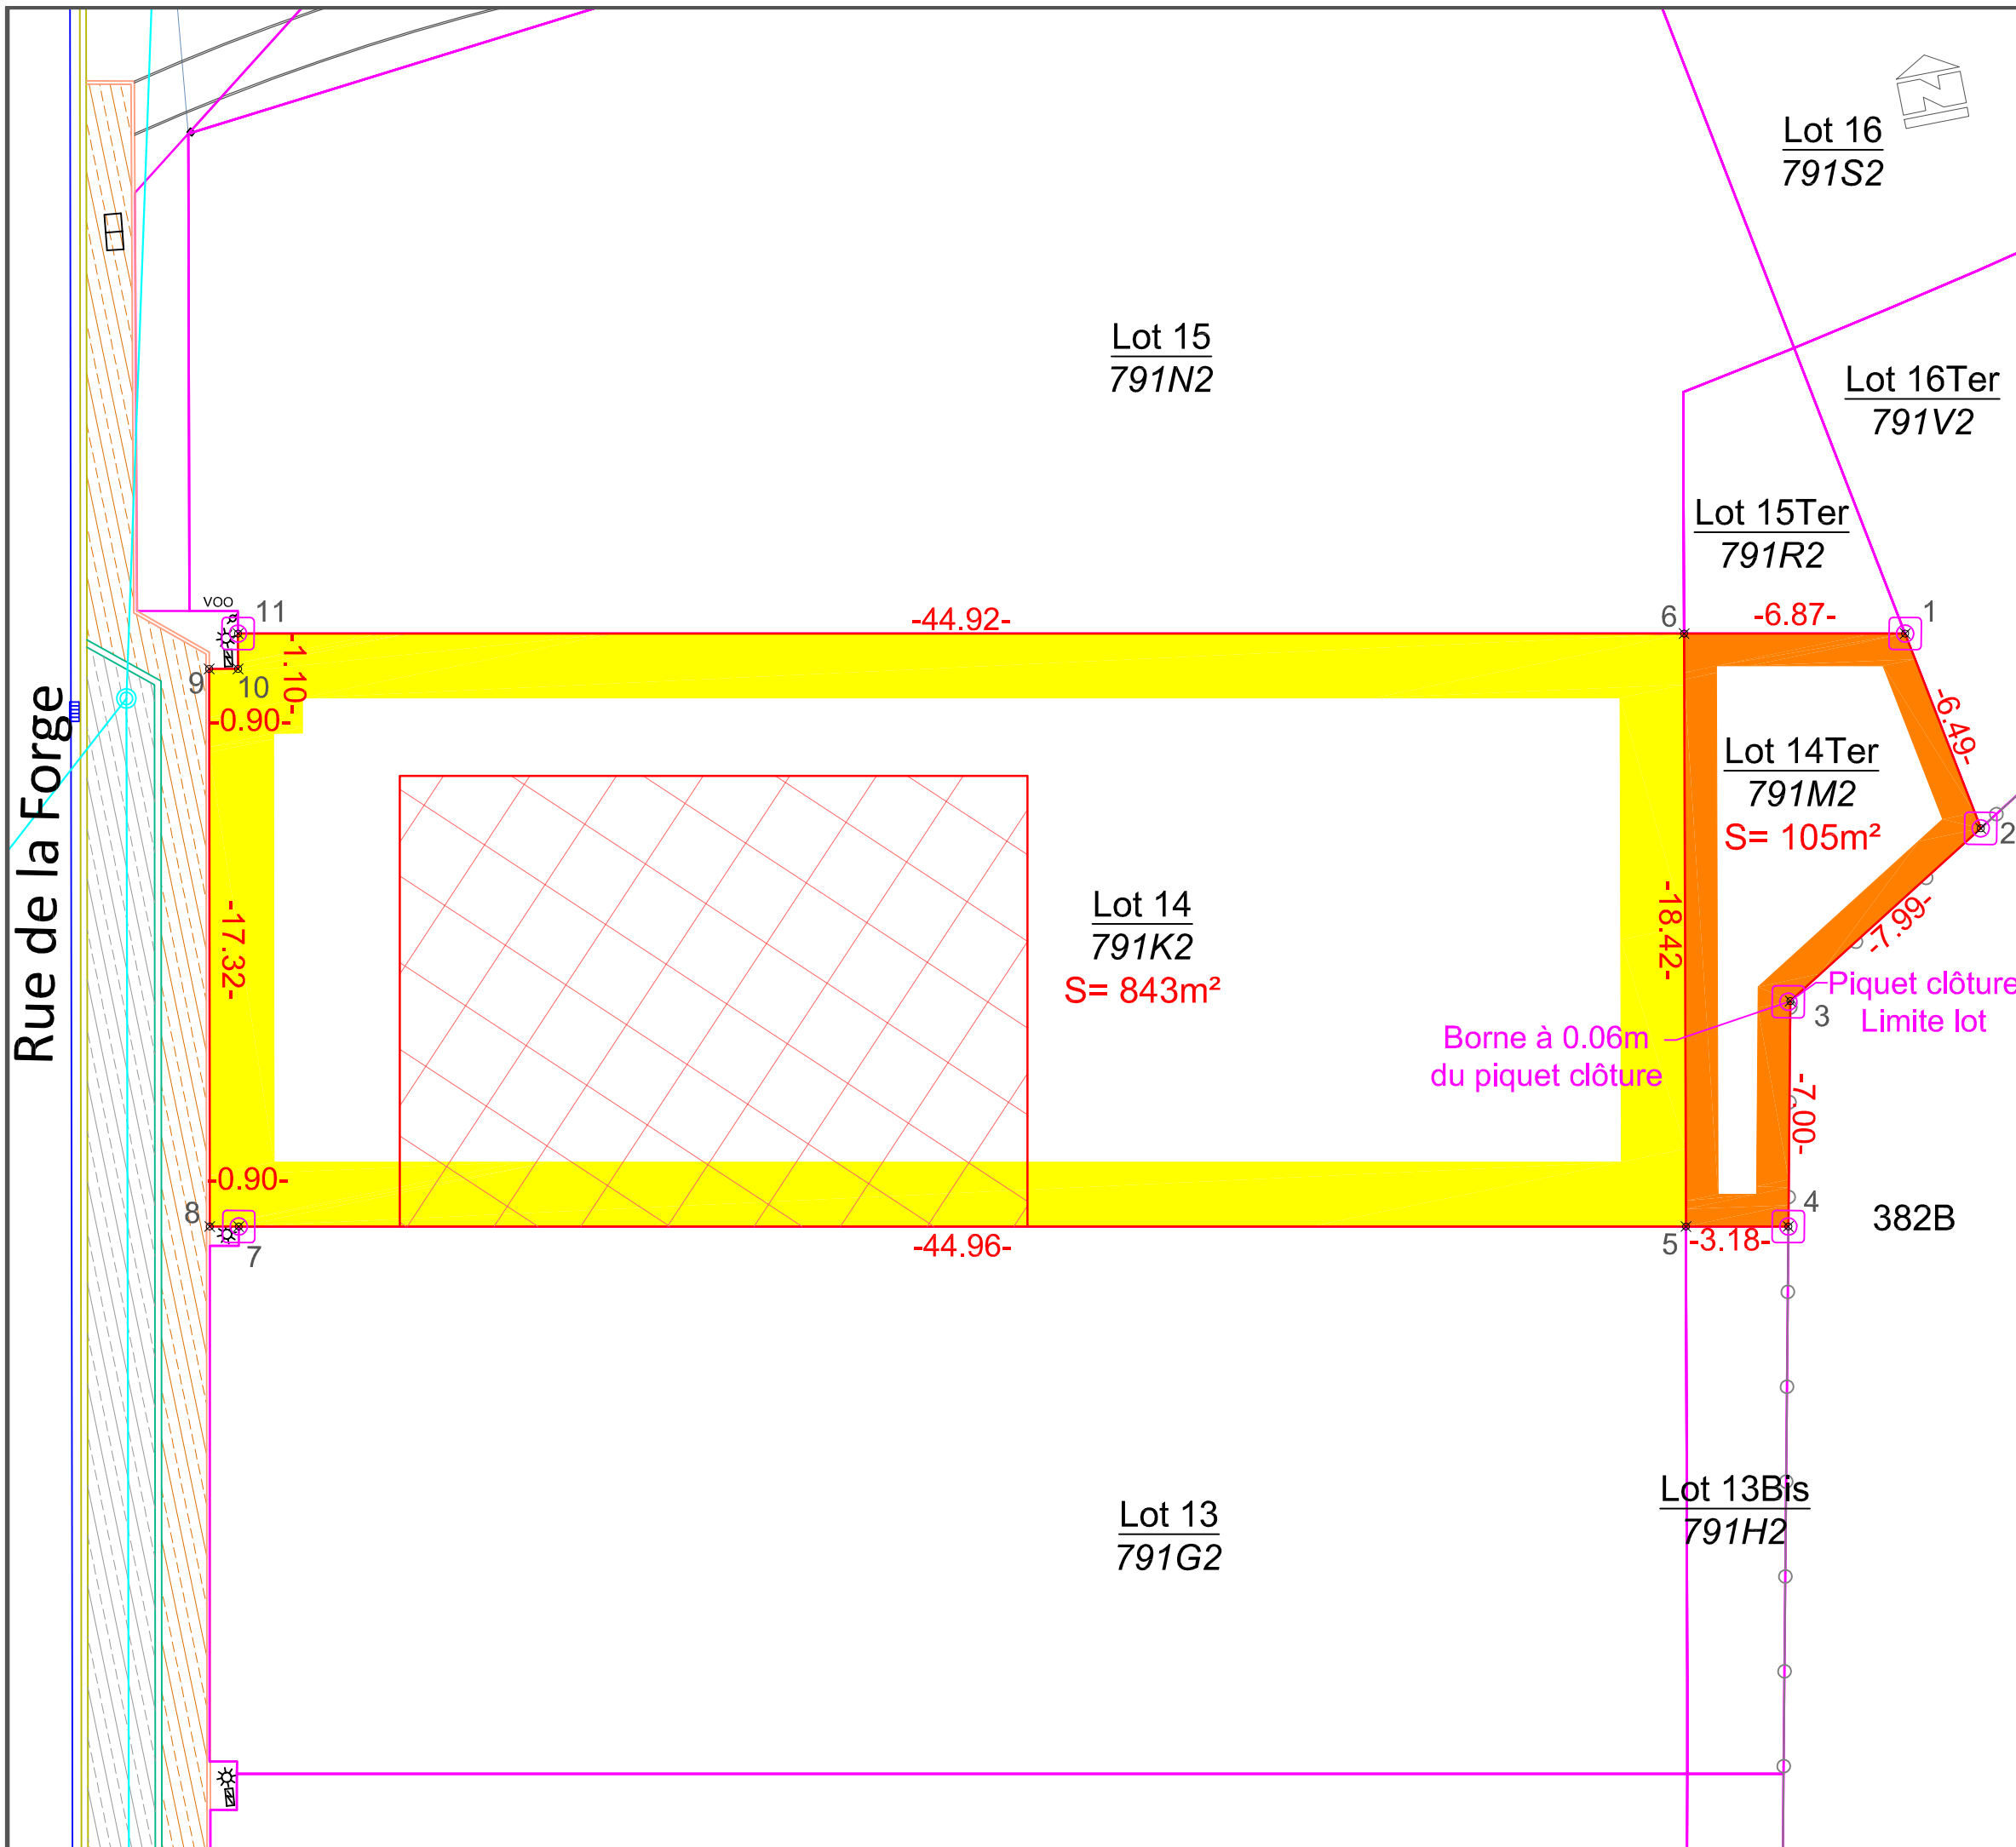 Lot 16
791S2
N
Lot 15
791N2
Lot 16Ter
791V2
Lot 15Ter
791R2
VOO
11
-44.92-
6
-6.87-
1
9
10
-1.10-
-0.90-
-6.49-
Rue de la Forge
Lot 14Ter
791M2
S= 105m²
2
-17.32-
Lot 14
791K2
S= 843m²
-18.42-
-7.99-
Piquet clôture
Limite lot
3
Borne à 0.06m
du piquet clôture
-7.00-
-0.90-
8
7
-44.96-
5
-3.18-
4
382B
Lot 13
791G2
Lot 13Bis
791H2